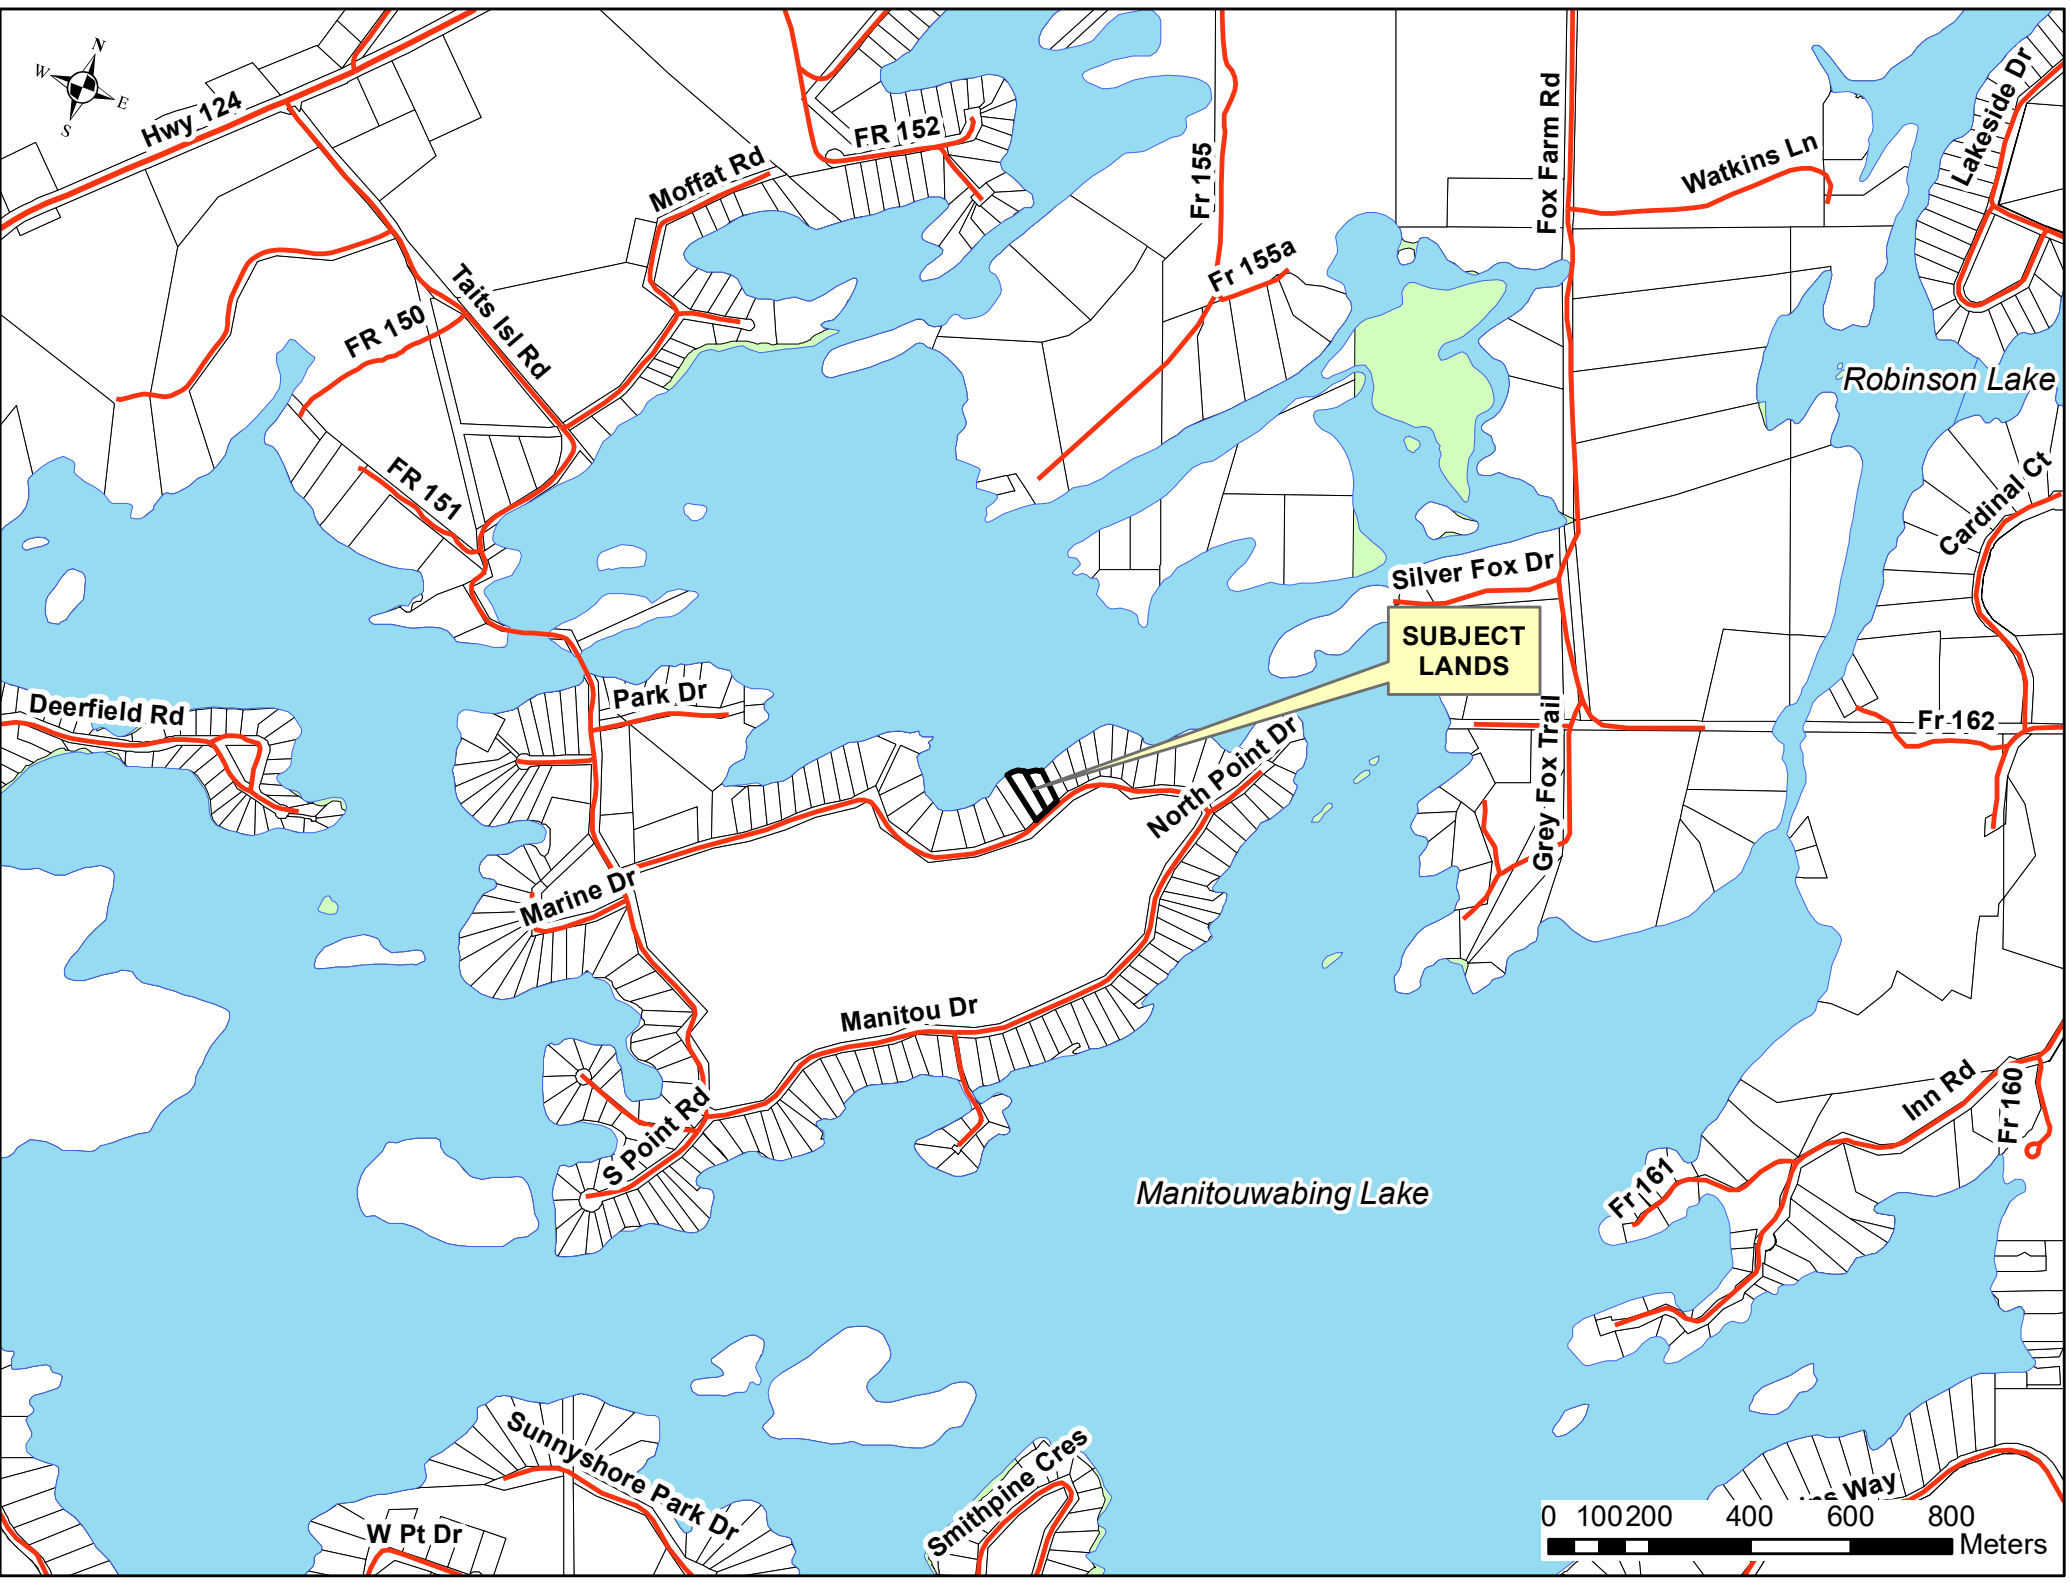 N
W
E
S
Hwy 124
FR 152
Moffat Rd
Fr 155
Fox Farm Rd
Watkins Ln
Lakeside Dr
Fr 155a
Taits Isl Rd
FR 150
Robinson Lake
FR 151
Cardinal Ct
Silver Fox Dr
SUBJECT
LANDS
Park Dr
Deerfield Rd
North Point Dr
Grey Fox Trail
Fr 162
Marine Dr
Manitou Dr
S Point Rd
Inn Rd
Fr 160
Fr 161
Manitouwabing Lake
Sunnyshore Park Dr
W Pt Dr
Smithpine Cres
Way
0 100 200 400 600 800
Meters